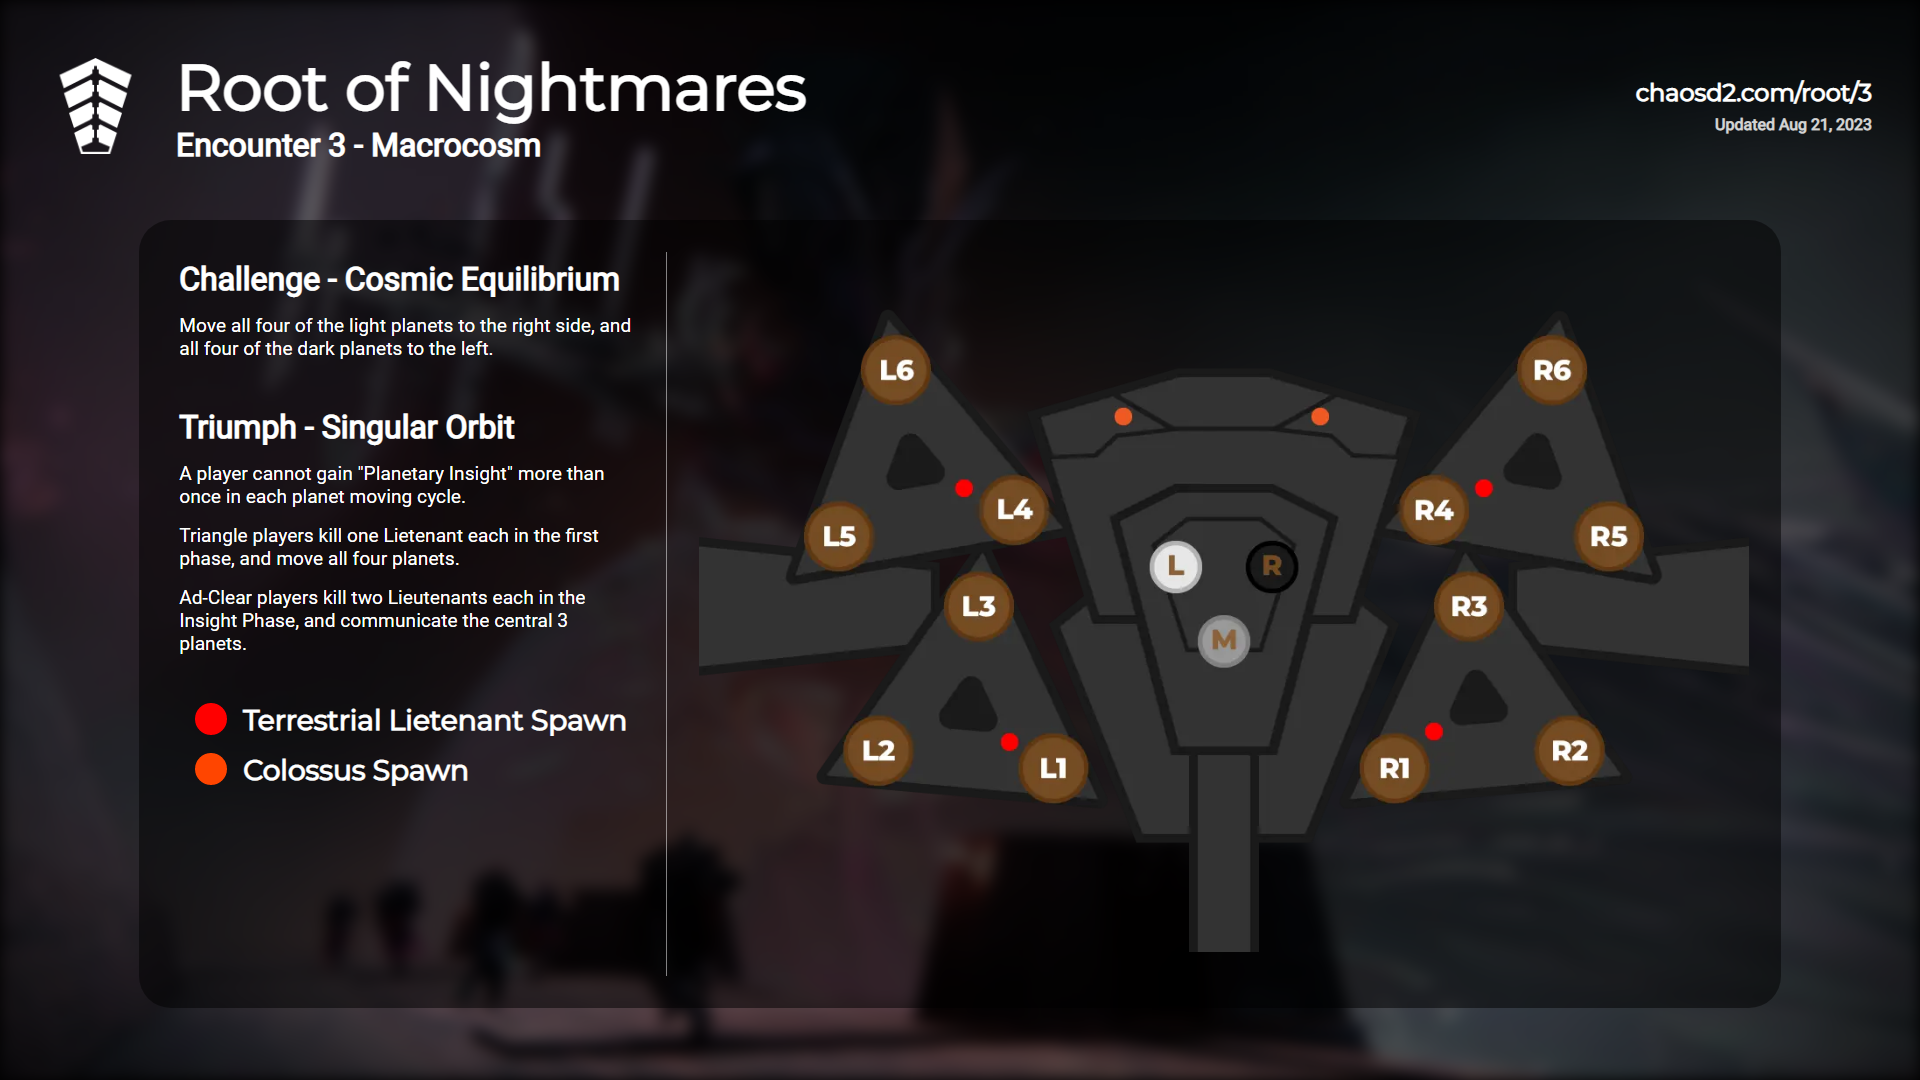 Root of Nightmares
Encounter 3 - Macrocosm
chaosd2.com/root/3
Updated Aug 21, 2023
Challenge - Cosmic Equilibrium
Move all four of the light planets to the right side, and
all four of the dark planets to the left.
Triumph - Singular Orbit
A player cannot gain "Planetary Insight" more than
once in each planet moving cycle.
Triangle players kill one Lietenant each in the first
phase, and move all four planets.
Ad-Clear players kill two Lieutenants each in the
Insight Phase, and communicate the central 3
planets.
Terrestrial Lietenant Spawn
Colossus Spawn
L6
R6
L4
R4
L5
R5
L
R
L3
R3
M
L2
R2
L1
R1